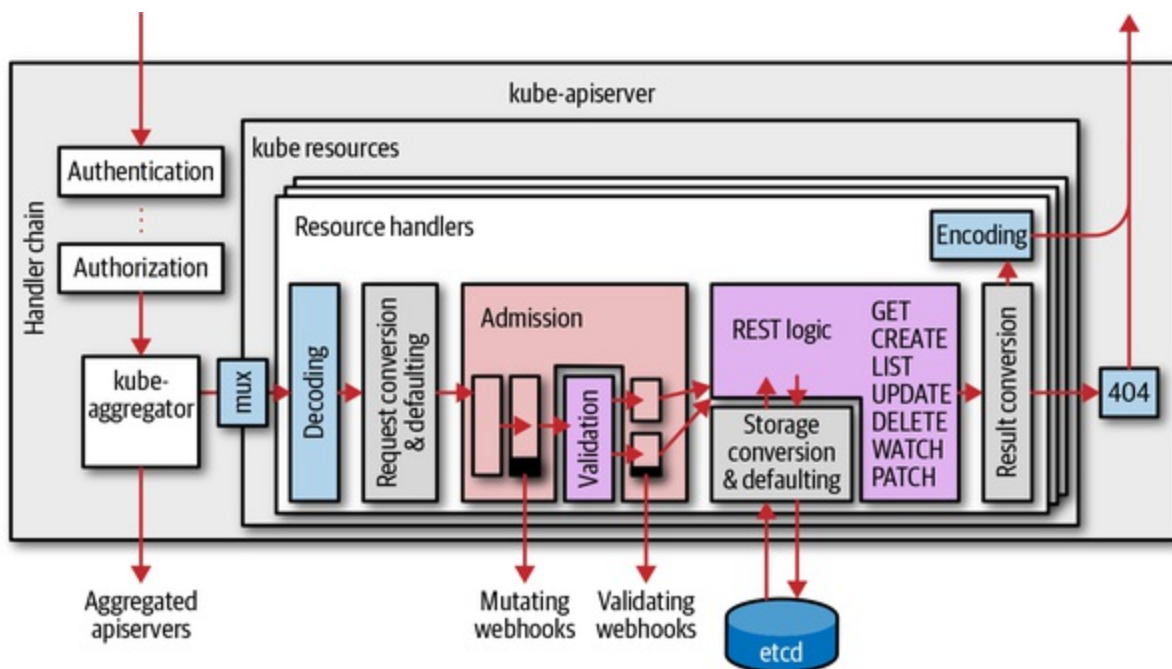 kube-apiserver
Handler chain
Authentication
Authorization
kube-
aggregator
Aggregated
apiservers
mux
kube resources
Resource handlers
Decoding
Request conversion
& defaulting
Admission
Mutating
webhooks
Validation
Validating
webhooks
REST logic
GET
CREATE
LIST
UPDATE
DELETE
WATCH
PATCH
Storage
conversion
& defaulting
etcd
Result conversion
Encoding
404